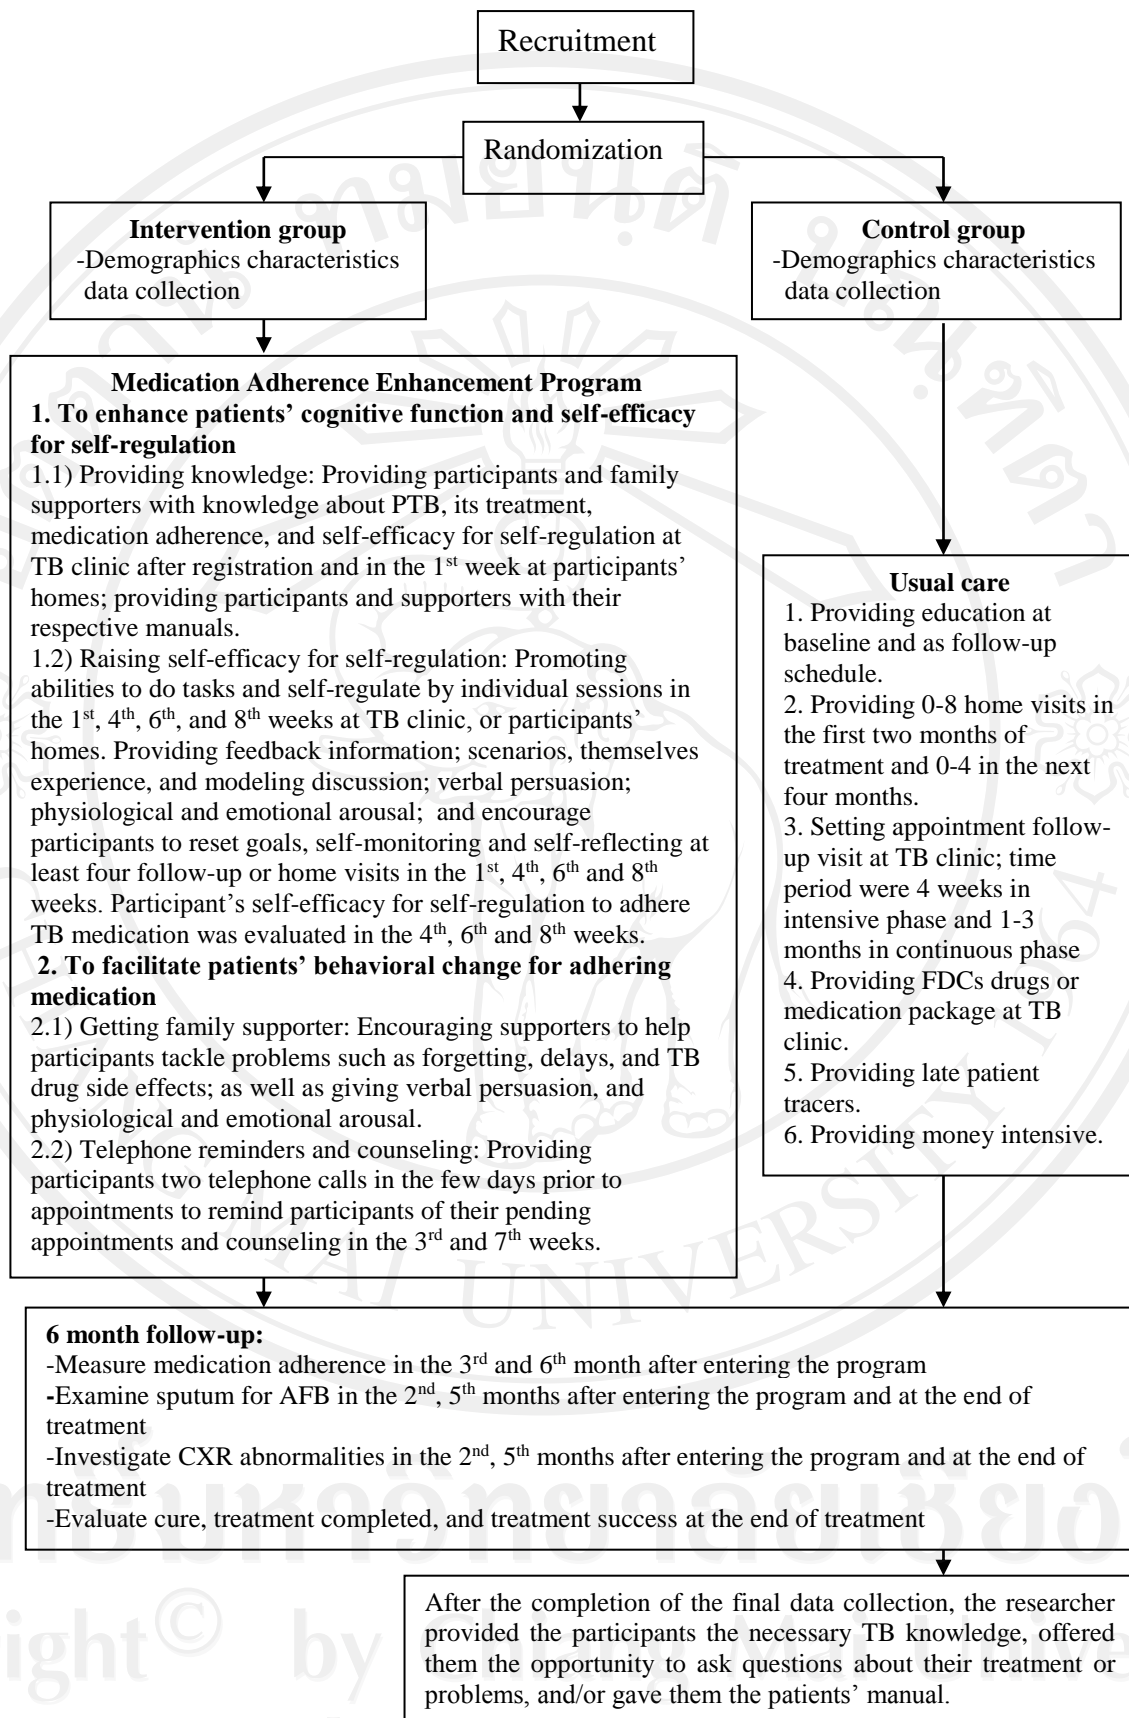 Recruitment
Randomization
Intervention group
-Demographics characteristics
data collection
Control group
-Demographics characteristics
data collection
Medication Adherence Enhancement Program
1. To enhance patients’ cognitive function and self-efficacy
for self-regulation
1.1) Providing knowledge: Providing participants and family
supporters with knowledge about PTB, its treatment,
medication adherence, and self-efficacy for self-regulation at
TB clinic after registration and in the 1st week at participants’
homes; providing participants and supporters with their
respective manuals.
1.2) Raising self-efficacy for self-regulation: Promoting
abilities to do tasks and self-regulate by individual sessions in
the 1st, 4th, 6th, and 8th weeks at TB clinic, or participants’
homes. Providing feedback information; scenarios, themselves
experience, and modeling discussion; verbal persuasion;
physiological and emotional arousal; and encourage
participants to reset goals, self-monitoring and self-reflecting at
least four follow-up or home visits in the 1st, 4th, 6th and 8th
weeks. Participant’s self-efficacy for self-regulation to adhere
TB medication was evaluated in the 4th, 6th and 8th weeks.
2. To facilitate patients’ behavioral change for adhering
medication
2.1) Getting family supporter: Encouraging supporters to help
participants tackle problems such as forgetting, delays, and TB
drug side effects; as well as giving verbal persuasion, and
physiological and emotional arousal.
2.2) Telephone reminders and counseling: Providing
participants two telephone calls in the few days prior to
appointments to remind participants of their pending
appointments and counseling in the 3rd and 7th weeks.
Usual care
1. Providing education at
baseline and as follow-up
schedule.
2. Providing 0-8 home visits in
the first two months of
treatment and 0-4 in the next
four months.
3. Setting appointment follow-
up visit at TB clinic; time
period were 4 weeks in
intensive phase and 1-3
months in continuous phase
4. Providing FDCs drugs or
medication package at TB
clinic.
5. Providing late patient
tracers.
6. Providing money intensive.
6 month follow-up:
-Measure medication adherence in the 3rd and 6th month after entering the program
-Examine sputum for AFB in the 2nd, 5th months after entering the program and at the end of
treatment
-Investigate CXR abnormalities in the 2nd, 5th months after entering the program and at the end of
treatment
-Evaluate cure, treatment completed, and treatment success at the end of treatment
After the completion of the final data collection, the researcher
provided the participants the necessary TB knowledge, offered
them the opportunity to ask questions about their treatment or
problems, and/or gave them the patients’ manual.